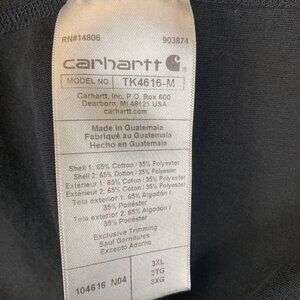 RN#14806 903874
carhartt
MODEL NO. TK4616-M
Carhartt, Inc. P.O. Box 600
Dearborn, MI 48121 USA
carhartt.com
Made in Guatemala
Fabriqué au Guatemala
Hecho en Guatemala
Shell 1: 65% Cotton / 35% Polyester
Shell 2: 65% Cotton / 35% Polyester
Extérieur 1: 65% Coton / 35% Polyester
Extérieur 2: 65% Coton / 35% Polyester
Tela exterior 1: 65% Algodón /
35% Poliéster
Tela exterior 2: 65% Algodón /
35% Poliéster
Exclusive Trimming
Sauf Garnitures
Excepto Adorno
104616 N04
3XL
3TG
3XG